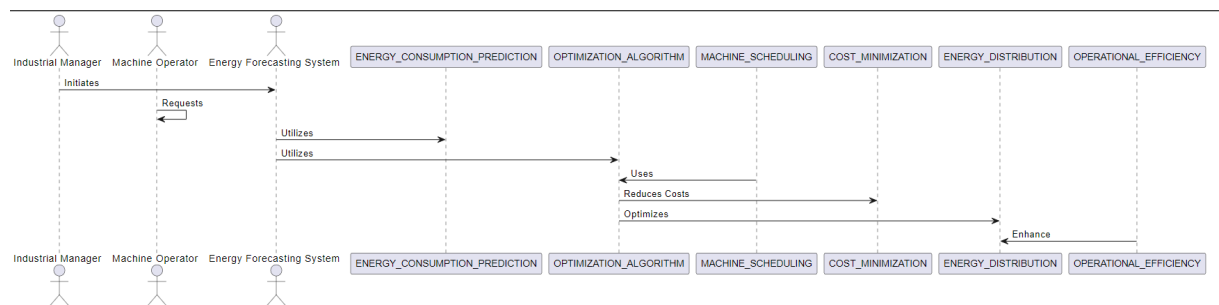 Industrial Manager Machine Operator Energy Forecasting System ENERGY_CONSUMPTION_PREDICTION OPTIMIZATION_ALGORITHM MACHINE_SCHEDULING COST_MINIMIZATION ENERGY_DISTRIBUTION OPERATIONAL_EFFICIENCY
Initiates
Requests
Utilizes
Utilizes
Uses
Reduces Costs
Optimizes
Enhance
Industrial Manager Machine Operator Energy Forecasting System ENERGY_CONSUMPTION_PREDICTION OPTIMIZATION_ALGORITHM MACHINE_SCHEDULING COST_MINIMIZATION ENERGY_DISTRIBUTION OPERATIONAL_EFFICIENCY